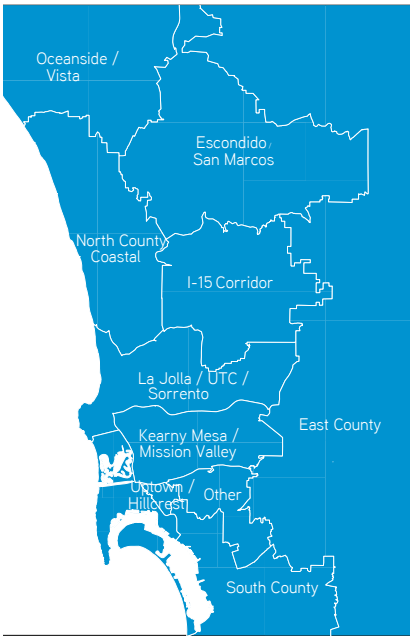 Oceanside /
Vista
Escondido /
San Marcos
North County
Coastal
I-15 Corridor
La Jolla / UTC /
Sorrento
East County
Kearny Mesa /
Mission Valley
Uptown /
Hillcrest
Other
South County